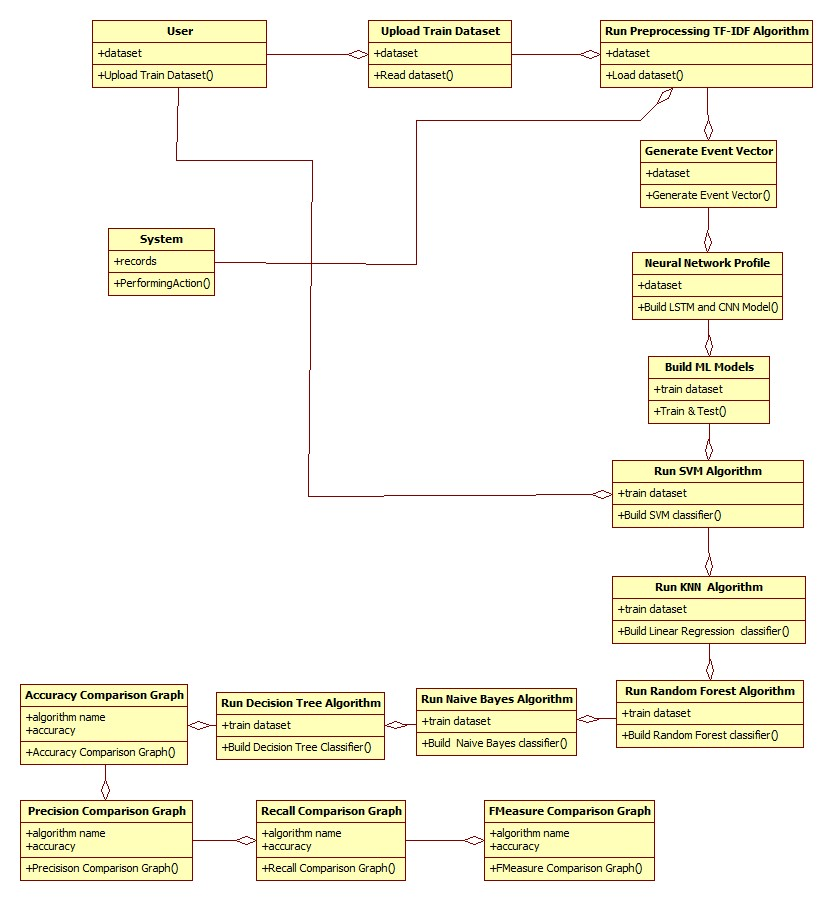 User
+dataset
+Upload Train Dataset()
Upload Train Dataset
+dataset
+Read dataset()
Run Preprocessing TF-IDF Algorithm
+dataset
+Load dataset()
Generate Event Vector
+dataset
+Generate Event Vector()
System
+records
+PerformingAction()
Neural Network Profile
+dataset
+Build LSTM and CNN Model()
Build ML Models
+train dataset
+Train & Test()
Run SVM Algorithm
+train dataset
+Build SVM classifier()
Run KNN  Algorithm
+train dataset
+Build Linear Regression  classifier()
Run Random Forest Algorithm
+train dataset
+Build Random Forest classifier()
Run Naive Bayes Algorithm
+train dataset
+Build  Naive Bayes classifier()
Run Decision Tree Algorithm
+train dataset
+Build Decision Tree Classifier()
Accuracy Comparison Graph
+algorithm name
+accuracy
+Accuracy Comparison Graph()
Precision Comparison Graph
+algorithm name
+accuracy
+Precisison Comparison Graph()
Recall Comparison Graph
+algorithm name
+accuracy
+Recall Comparison Graph()
FMeasure Comparison Graph
+algorithm name
+accuracy
+FMeasure Comparison Graph()